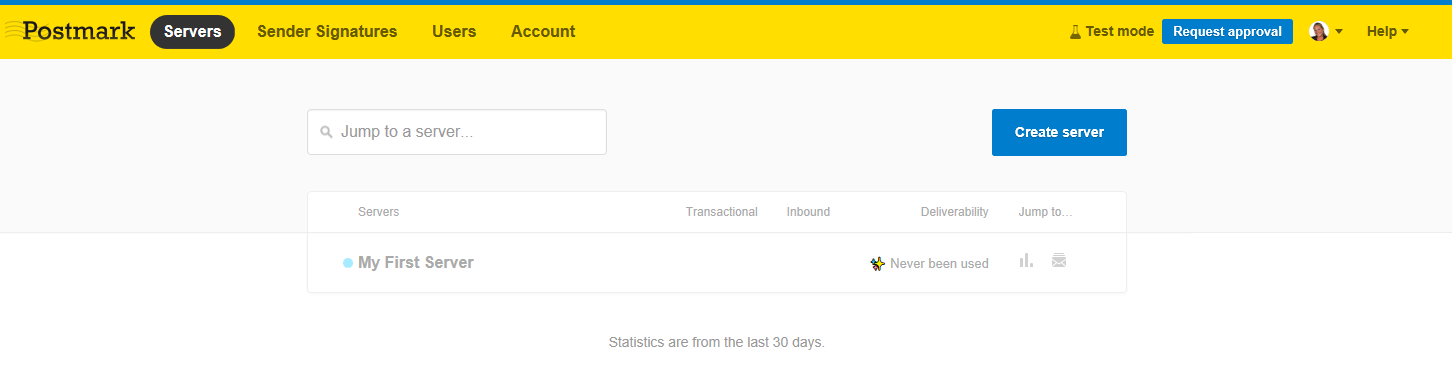 Postmark Servers Sender Signatures Users Account Test mode Request approval Help
Jump to a server... Create server
Servers Transactional Inbound Deliverability Jump to...
My First Server Never been used
Statistics are from the last 30 days.